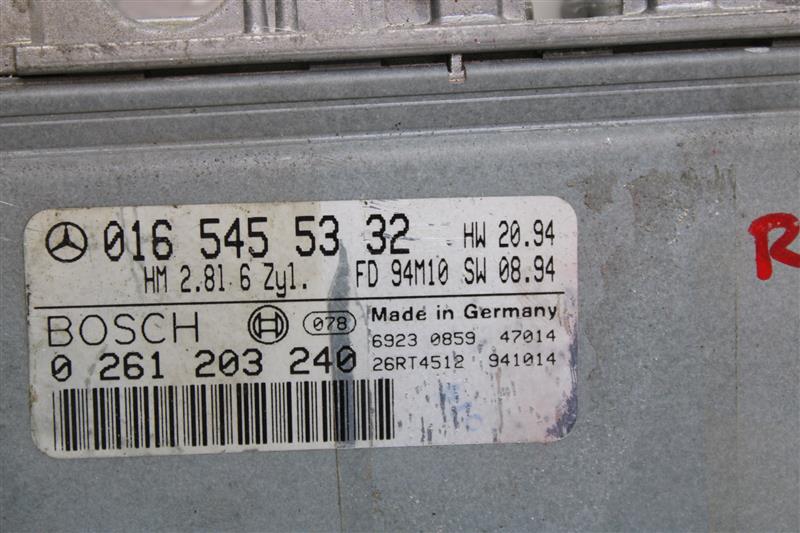 016 545 53 32 HW 20.94
HM 2.8l 6 Zyl. FD 94M10 SW 08.94
BOSCH 078 Made in Germany
6923 0859 47014
0 261 203 240 26RT4512 941014
R